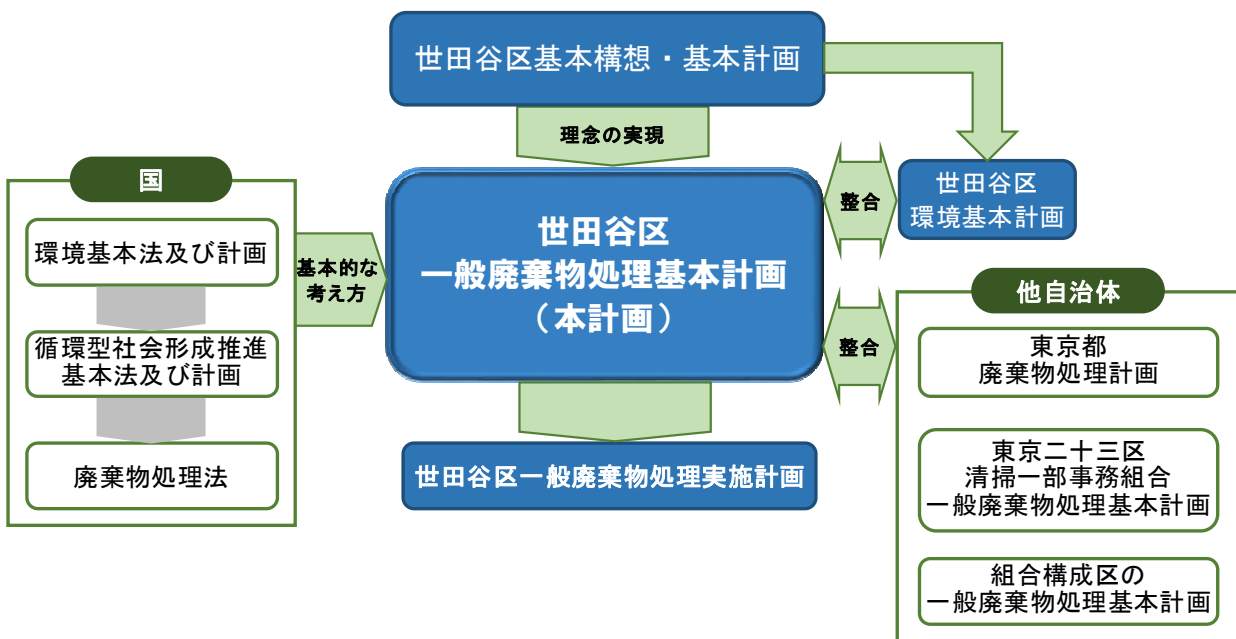 世田谷区基本構想・基本計画
理念の実現
国
環境基本法及び計画
循環型社会形成推進
基本法及び計画
廃棄物処理法
基本的な
考え方
世田谷区
一般廃棄物処理基本計画
（本計画）
整合
世田谷区
環境基本計画
整合
他自治体
東京都
廃棄物処理計画
東京二十三区
清掃一部事務組合
一般廃棄物処理基本計画
組合構成区の
一般廃棄物処理基本計画
世田谷区一般廃棄物処理実施計画